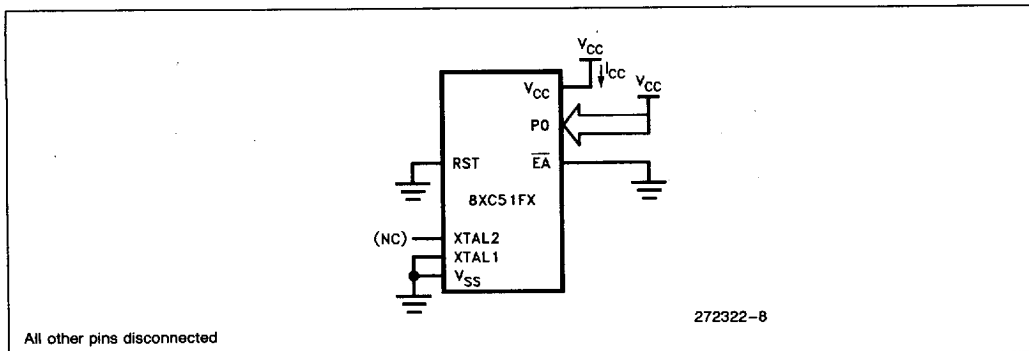 VCC
ICC
VCC
VCC
P0
RST
EA
8XC51FX
(NC)
XTAL2
XTAL1
VSS
272322-8
All other pins disconnected